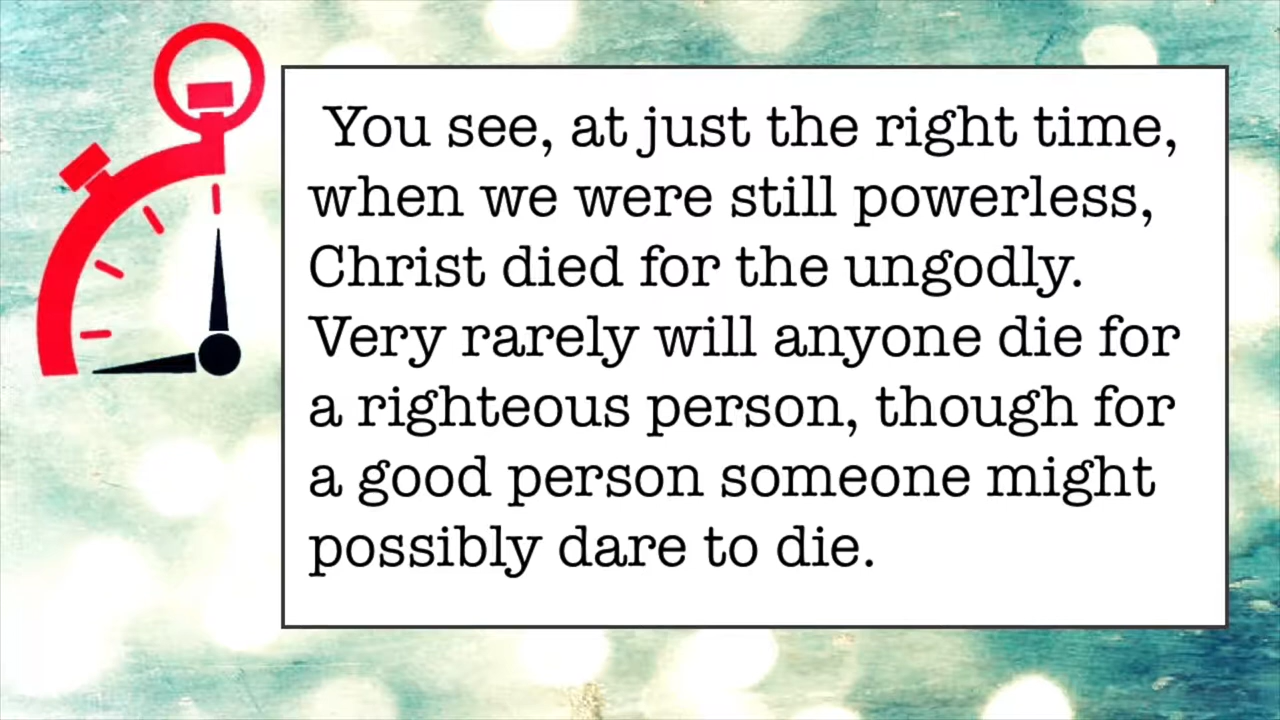 You see, at just the right time,
when we were still powerless,
Christ died for the ungodly.
Very rarely will anyone die for
a righteous person, though for
a good person someone might
possibly dare to die.